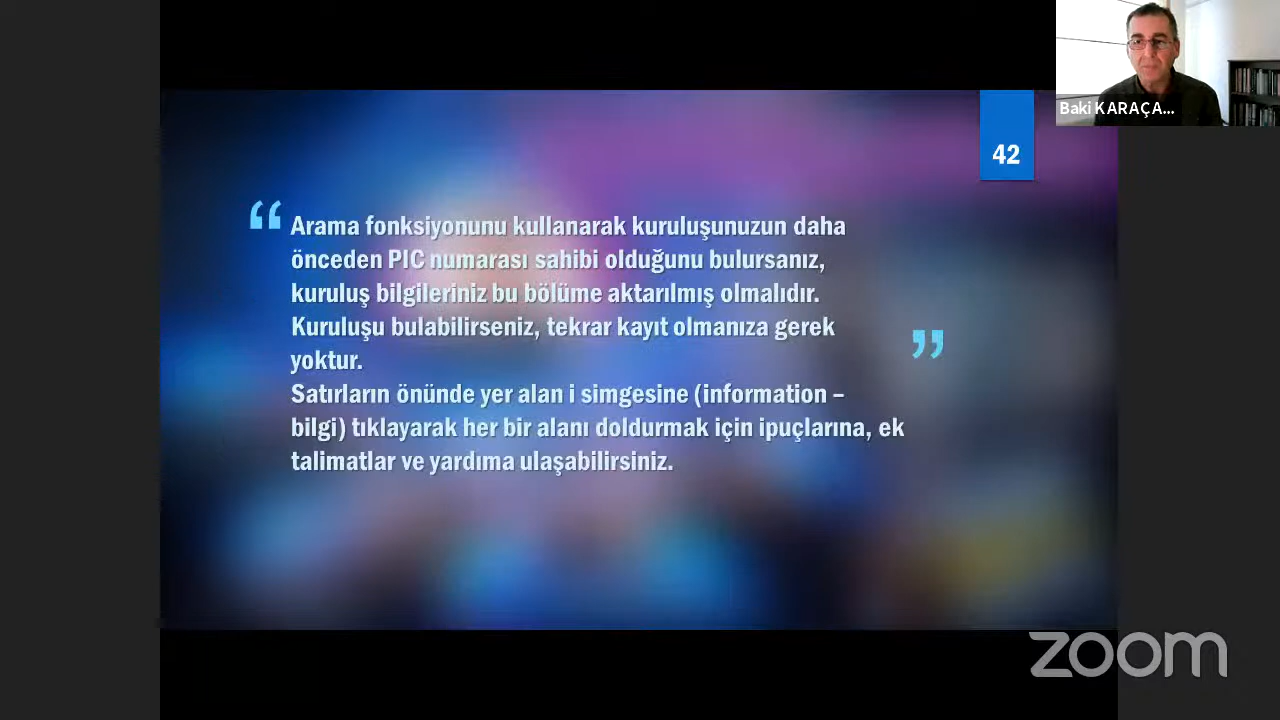 Baki KARAÇA...
42
“ Arama fonksiyonunu kullanarak kuruluşunuzun daha
önceden PIC numarası sahibi olduğunu bulursanız,
kuruluş bilgileriniz bu bölüme aktarılmış olmalıdır.
Kuruluşu bulabilirseniz, tekrar kayıt olmanıza gerek
yoktur.
Satırların önünde yer alan i simgesine (information –
bilgi) tıklayarak her bir alanı doldurmak için ipuçlarına, ek
talimatlar ve yardıma ulaşabilirsiniz. ”
zoom